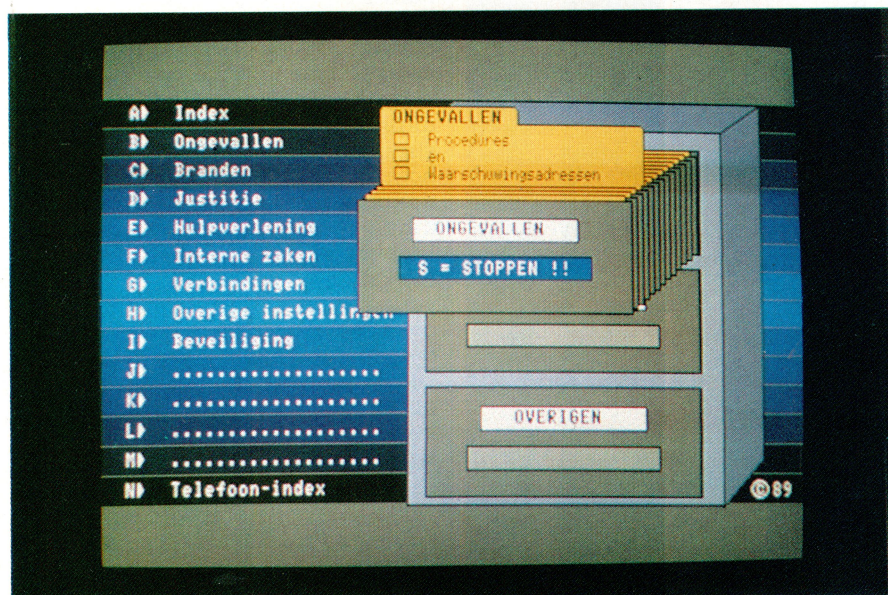 A Index
B Ongevallen
C Branden
D Justitie
E Hulpverlening
F Interne zaken
G Verbindingen
H Overige instellingen
I Beveiliging
J ...................
K ...................
L ...................
M ...................
N Telefoon-index
ONGEVALLEN
Procedures
en
Waarschuwingsadressen
ONGEVALLEN
S = STOPPEN !!
OVERIGEN
©89